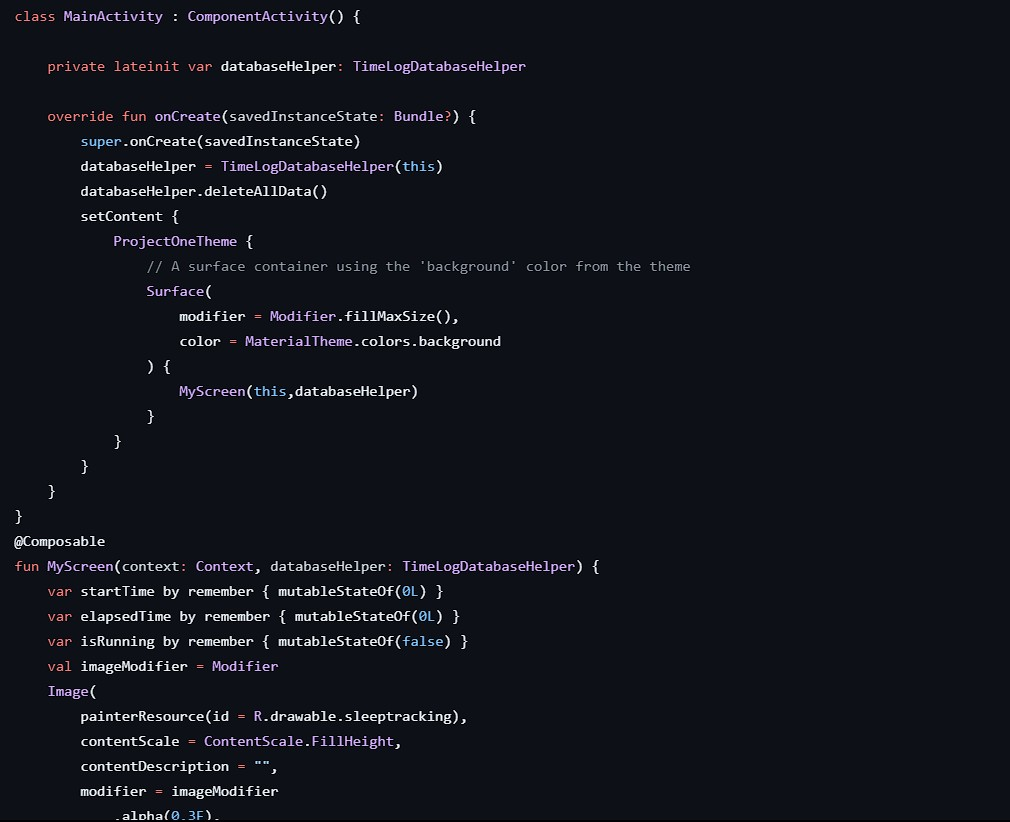 class MainActivity : ComponentActivity() {
    private lateinit var databaseHelper: TimeLogDatabaseHelper
    override fun onCreate(savedInstanceState: Bundle?) {
        super.onCreate(savedInstanceState)
        databaseHelper = TimeLogDatabaseHelper(this)
        databaseHelper.deleteAllData()
        setContent {
            ProjectOneTheme {
                // A surface container using the 'background' color from the theme
                Surface(
                    modifier = Modifier.fillMaxSize(),
                    color = MaterialTheme.colors.background
                ) {
                    MyScreen(this,databaseHelper)
                }
            }
        }
    }
}
@Composable
fun MyScreen(context: Context, databaseHelper: TimeLogDatabaseHelper) {
    var startTime by remember { mutableStateOf(0L) }
    var elapsedTime by remember { mutableStateOf(0L) }
    var isRunning by remember { mutableStateOf(false) }
    val imageModifier = Modifier
    Image(
        painterResource(id = R.drawable.sleeptracking),
        contentScale = ContentScale.FillHeight,
        contentDescription = "",
        modifier = imageModifier
            .alpha(0.3F),